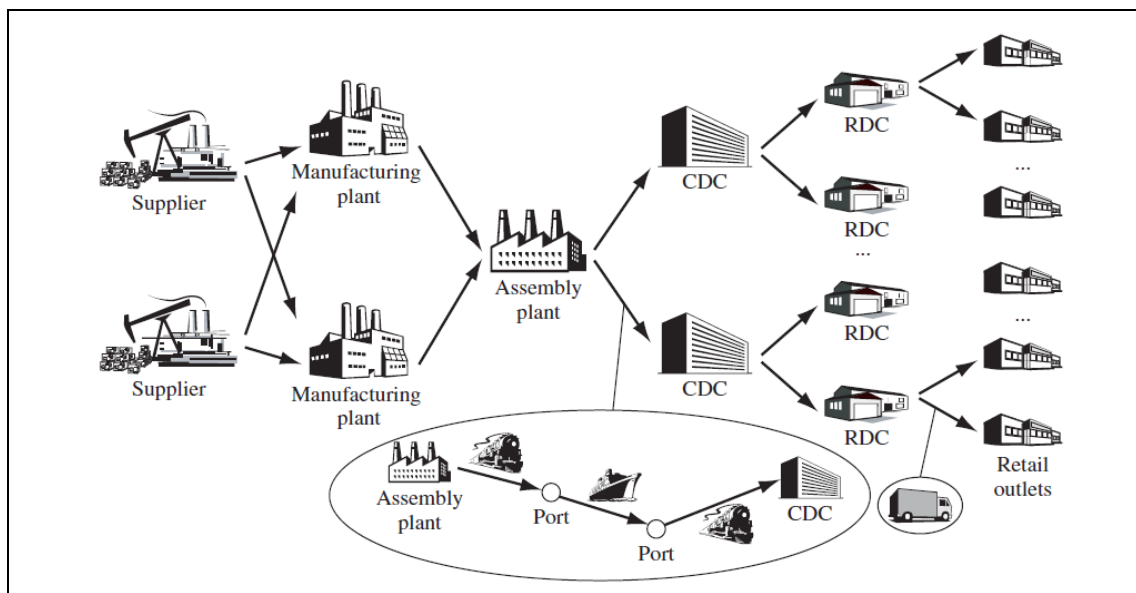 Supplier
Manufacturing
plant
Assembly
plant
CDC
RDC
...
RDC
...
Supplier
Manufacturing
plant
CDC
RDC
...
RDC
Retail
outlets
Assembly
plant
Port
Port
CDC